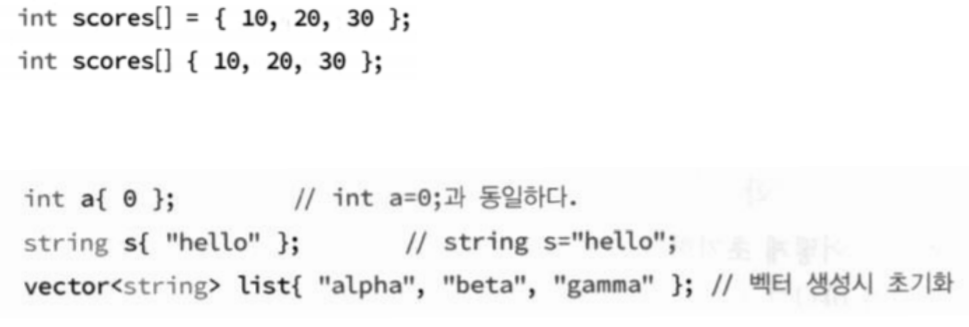 int scores[] = { 10, 20, 30 };
int scores[] { 10, 20, 30 };
int a{ 0 }; // int a=0;과 동일하다.
string s{ "hello" }; // string s="hello";
vector<string> list{ "alpha", "beta", "gamma" }; // 벡터 생성시 초기화